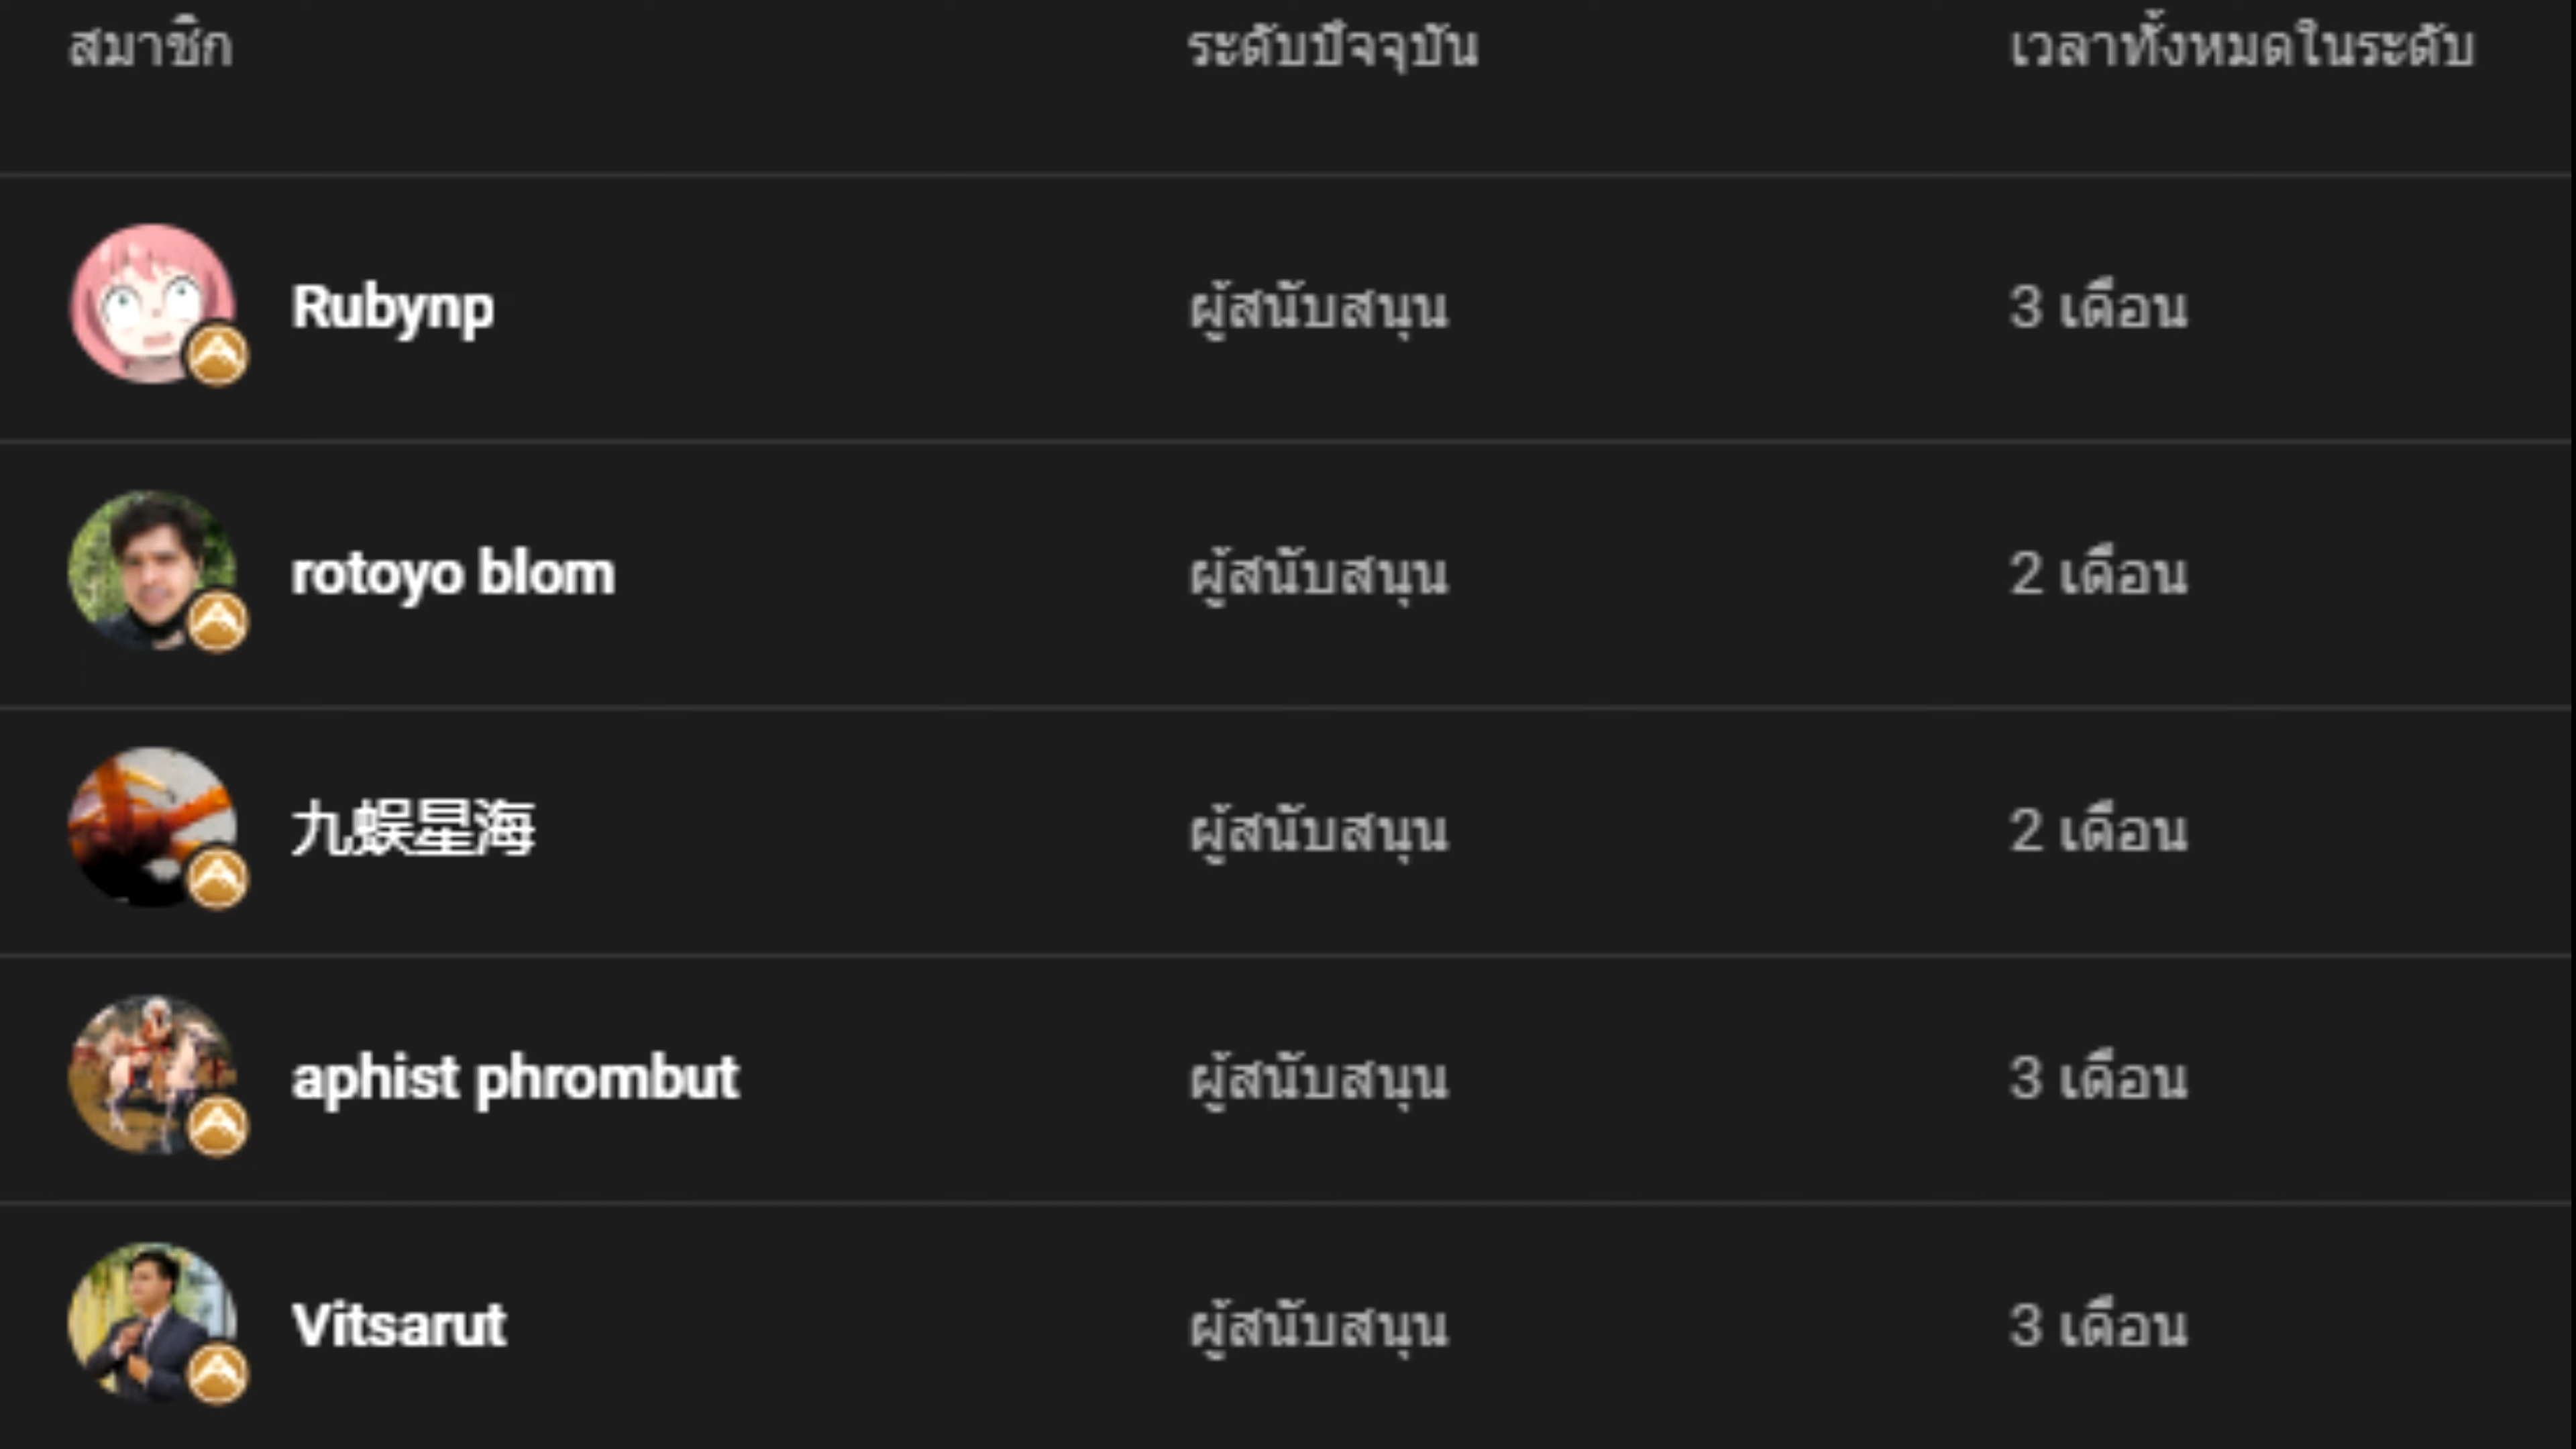 สมาชิก ระดับปัจจุบัน เวลาทั้งหมดในระดับ
Rubynp ผู้สนับสนุน 3 เดือน
rotoyo blom ผู้สนับสนุน 2 เดือน
九蜈星海 ผู้สนับสนุน 2 เดือน
aphist phrombut ผู้สนับสนุน 3 เดือน
Vitsarut ผู้สนับสนุน 3 เดือน